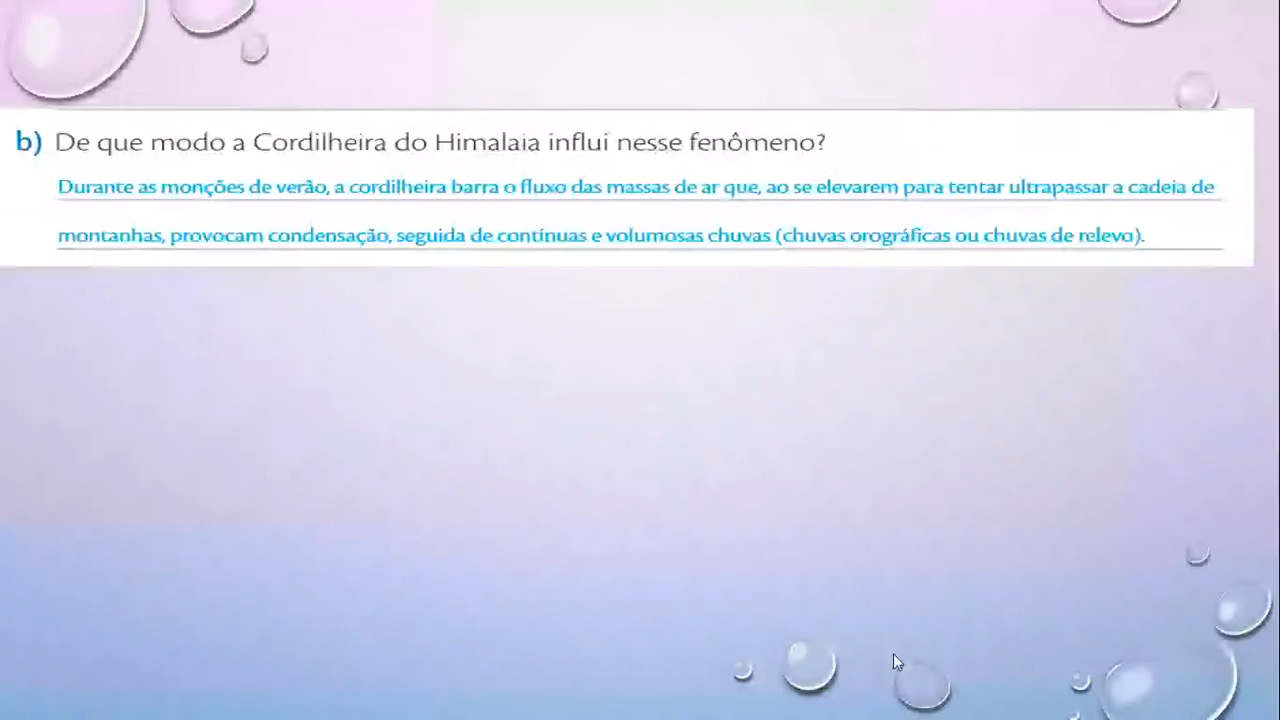 b) De que modo a Cordilheira do Himalaia influi nesse fenômeno?
Durante as monções de verão, a cordilheira barra o fluxo das massas de ar que, ao se elevarem para tentar ultrapassar a cadeia de
montanhas, provocam condensação, seguida de contínuas e volumosas chuvas (chuvas orográficas ou chuvas de relevo).